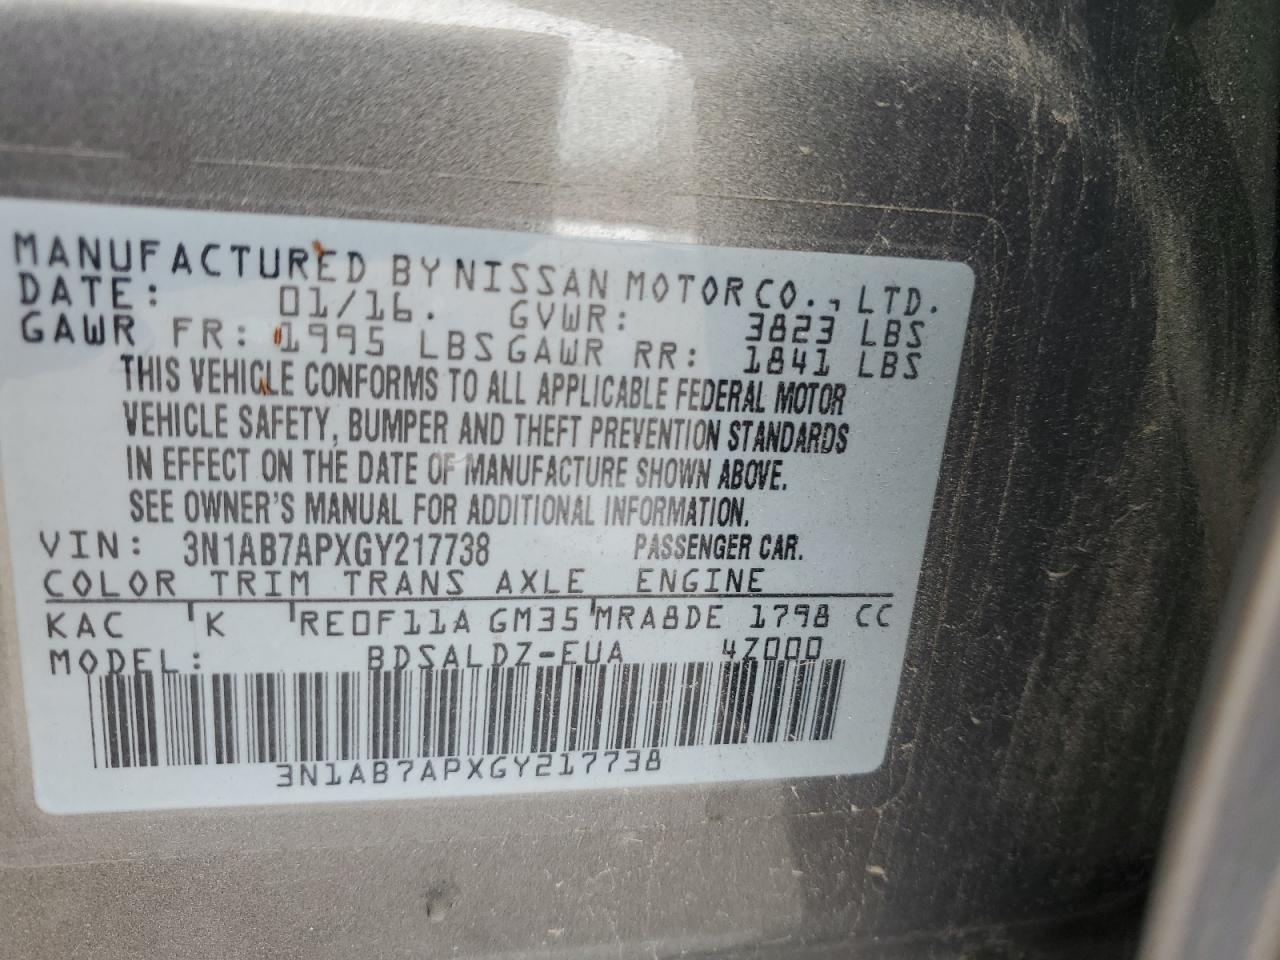 MANUFACTURED BY NISSAN MOTOR CO., LTD.
DATE: 01/16. GVWR: 3823 LBS
GAWR FR: 1995 LBS GAWR RR: 1841 LBS
THIS VEHICLE CONFORMS TO ALL APPLICABLE FEDERAL MOTOR
VEHICLE SAFETY, BUMPER AND THEFT PREVENTION STANDARDS
IN EFFECT ON THE DATE OF MANUFACTURE SHOWN ABOVE.
SEE OWNER'S MANUAL FOR ADDITIONAL INFORMATION.
VIN: 3N1AB7APXGY217738 PASSENGER CAR.
COLOR TRIM TRANS AXLE ENGINE
KAC K RE0F11A GM35 MRA8DE 1798 CC
MODEL: BDSALDZ-EUA 4Z000
3N1AB7APXGY217738